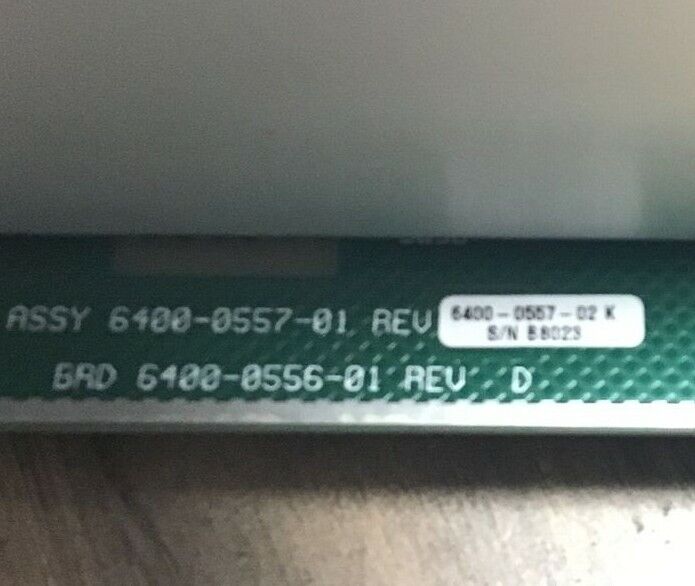 ASSY 6400-0557-01 REV
6400-0557-02 K
S/N B8023
BRD 6400-0556-01 REV D